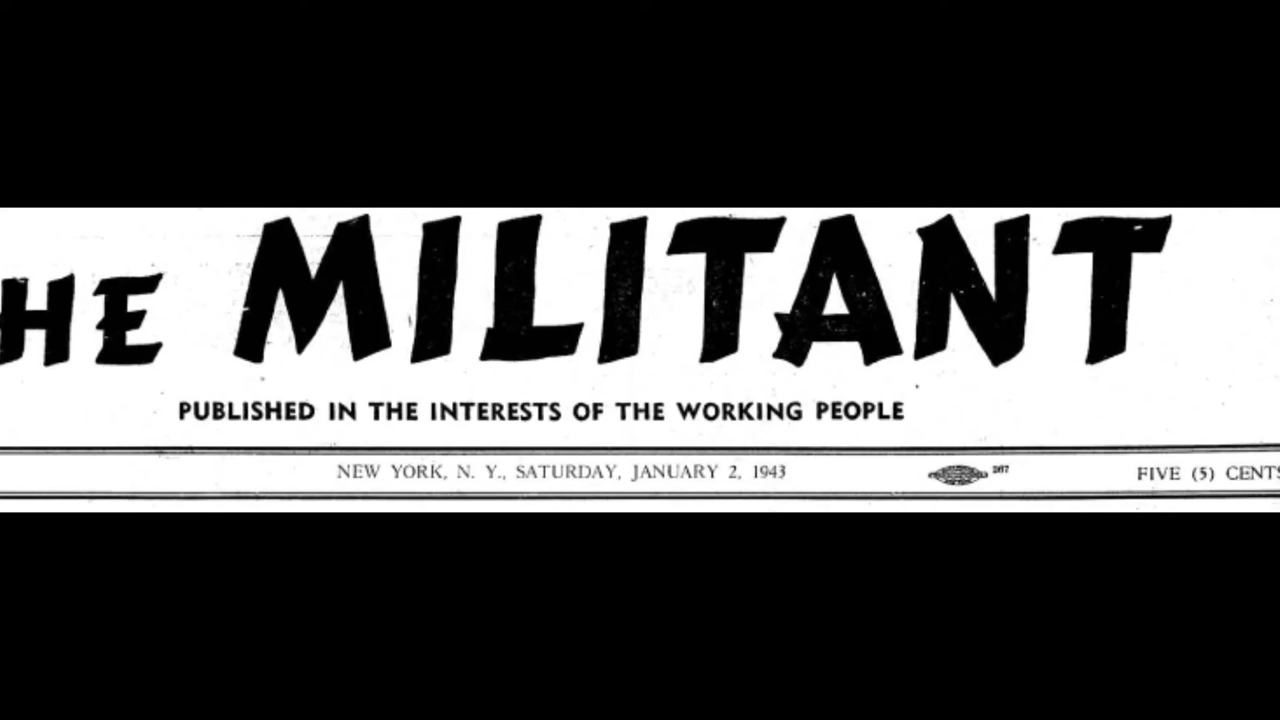 HE MILITANT
PUBLISHED IN THE INTERESTS OF THE WORKING PEOPLE
NEW YORK, N. Y., SATURDAY, JANUARY 2, 1943 267 FIVE (5) CENTS